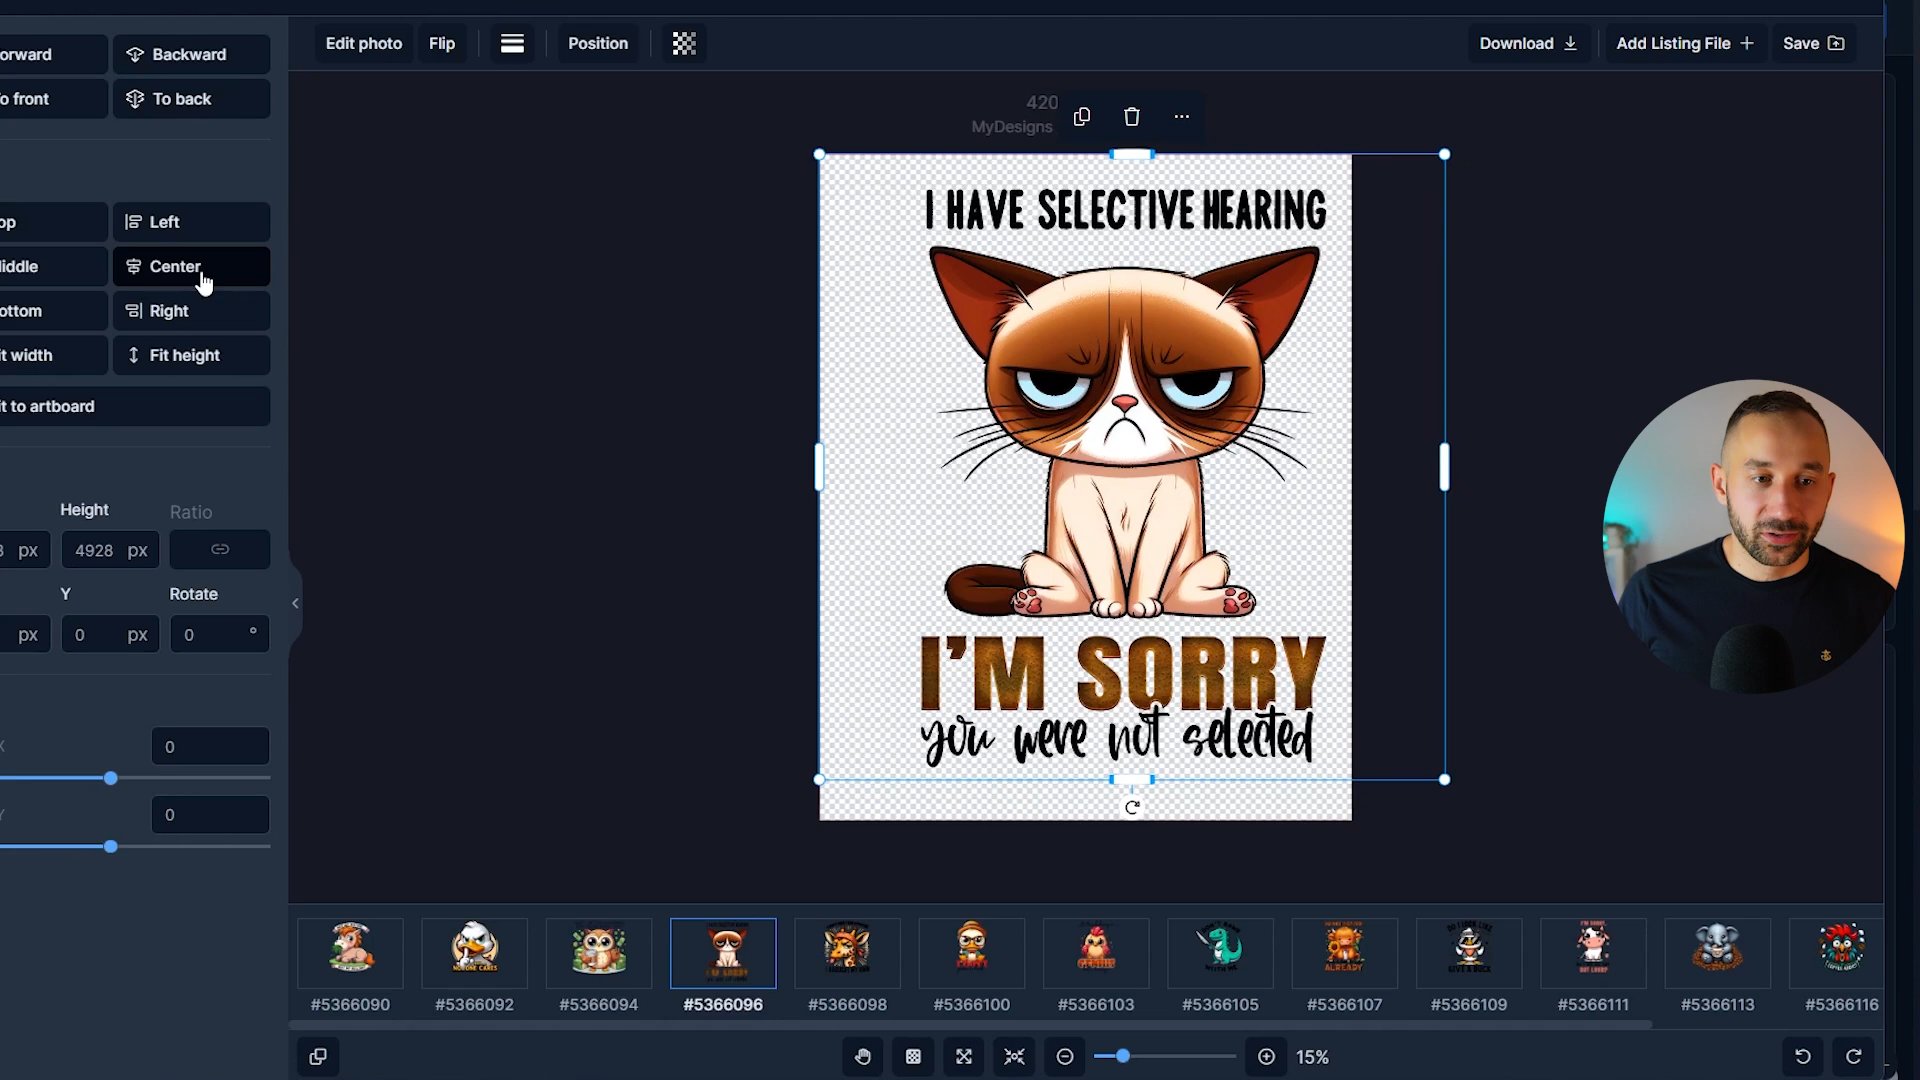 Edit photo
Flip
Position
Download
Add Listing File
Save
orward
Backward
o front
To back
op
Left
iddle
Center
ottom
Right
it width
Fit height
it to artboard
Height
Ratio
px
4928 px
Y
Rotate
px
0 px
0 °
0
0
420
MyDesigns
I HAVE SELECTIVE HEARING
I'M SORRY
you were not selected
#5366090
#5366092
#5366094
#5366096
#5366098
#5366100
#5366103
#5366105
#5366107
#5366109
#5366111
#5366113
#5366116
15%